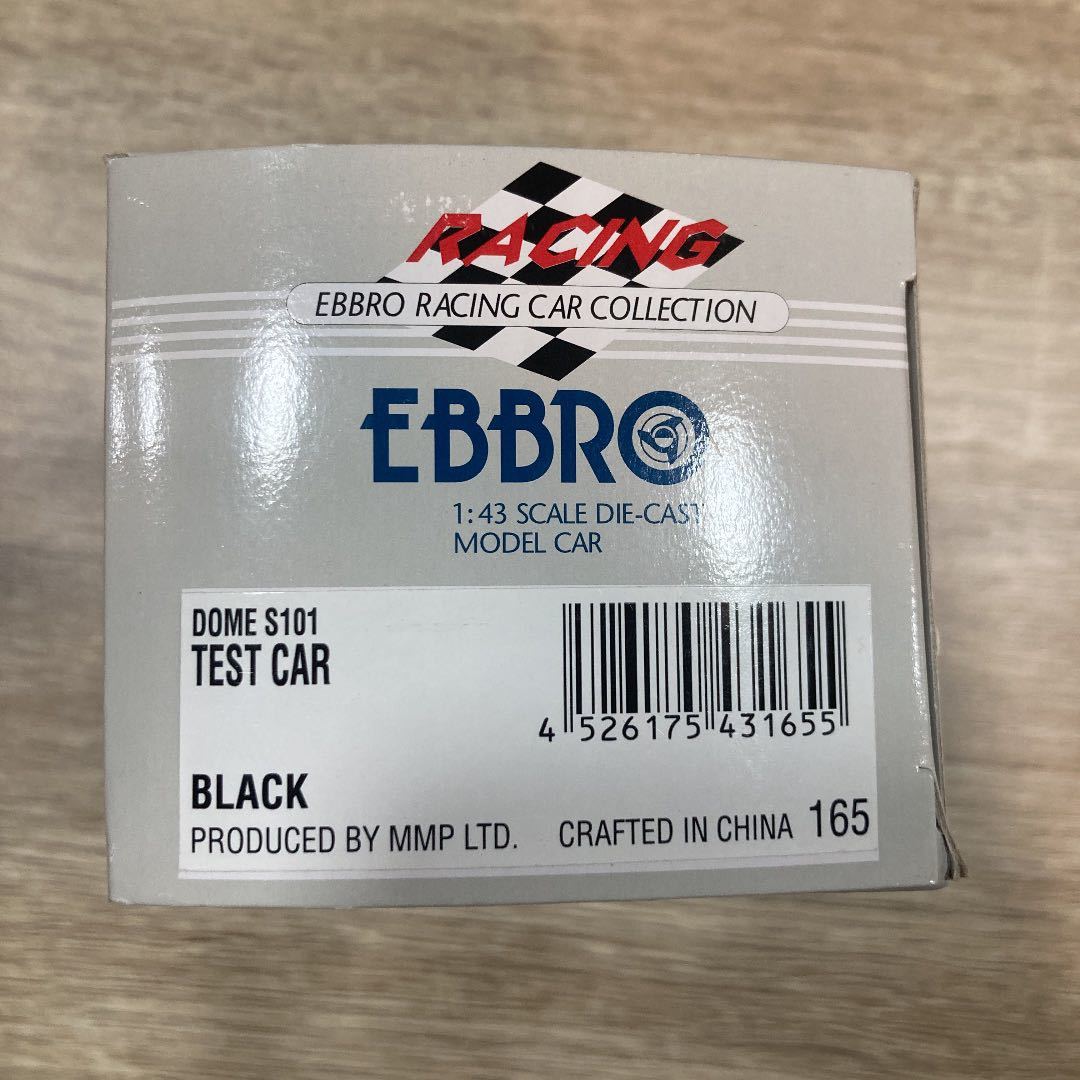 RACING
EBBRO RACING CAR COLLECTION
EBBRO
1:43 SCALE DIE-CAST
MODEL CAR
DOME S101
TEST CAR
4 526175 431655
BLACK
PRODUCED BY MMP LTD. CRAFTED IN CHINA 165